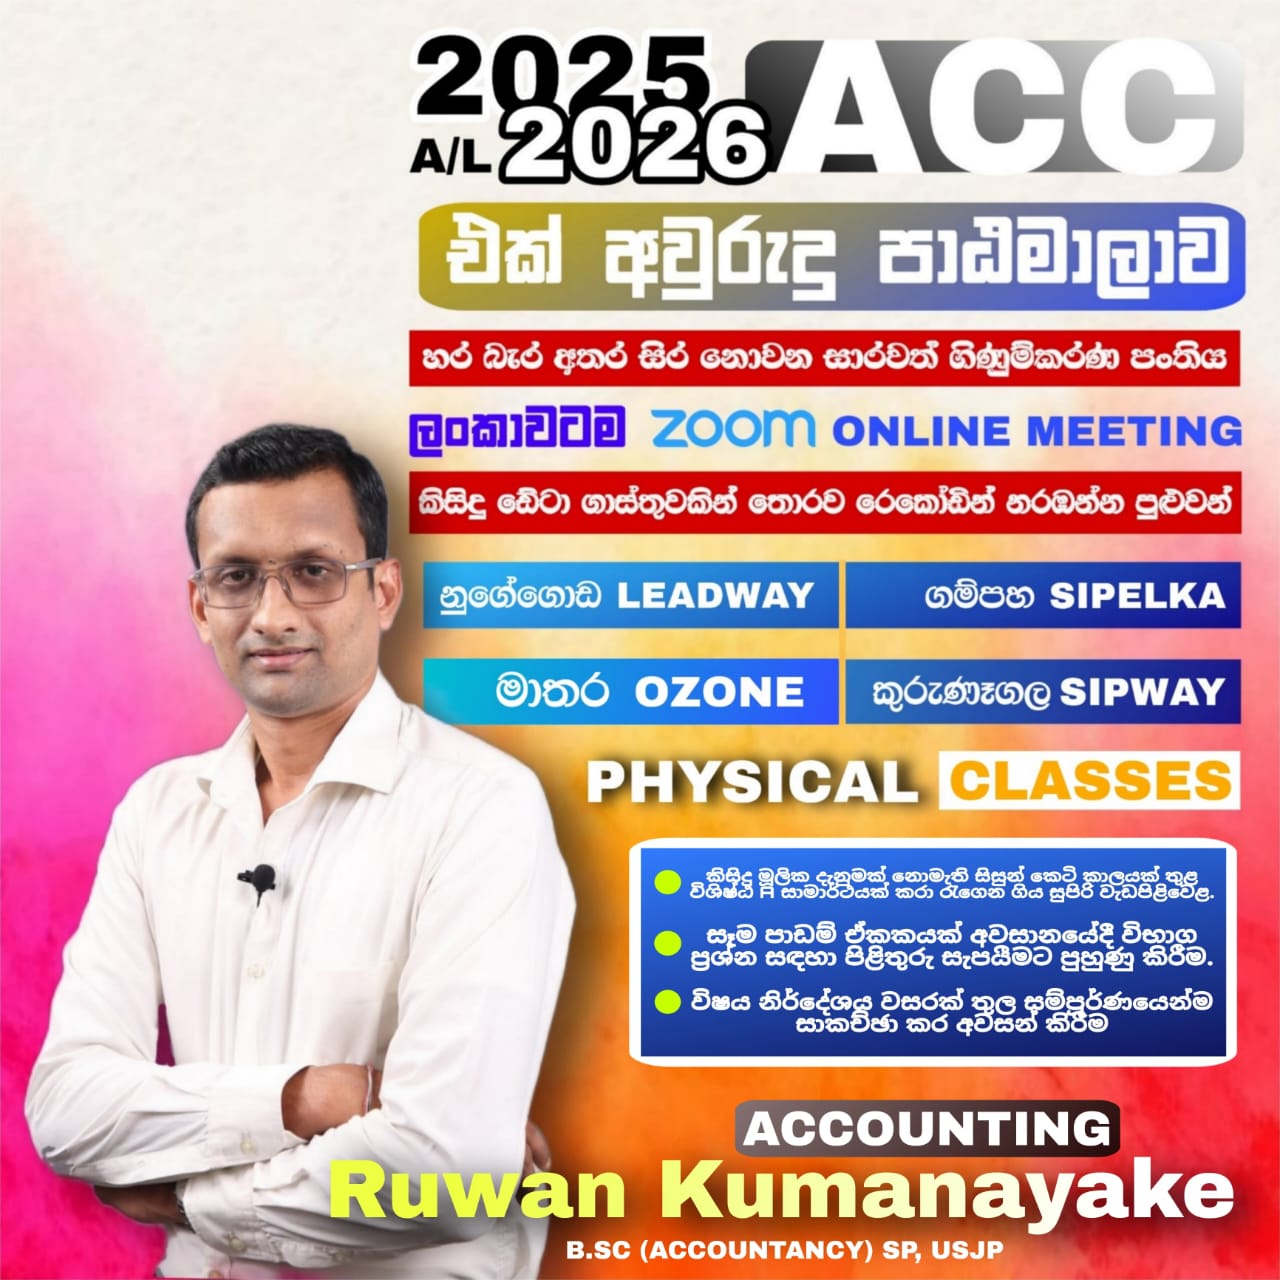 2025
A/L 2026 ACC
එක් අවුරුදු පාඨමාලාව
හර බැර අතර සිර නොවන සාරවත් ගිණුම්කරණ පංතිය
ලංකාවටම zoom ONLINE MEETING
කිසිදු ඩේටා ගාස්තුවකින් තොරව රෙකෝඩින් නරඹන්න පුළුවන්
නුගේගොඩ LEADWAY
ගම්පහ SIPELKA
මාතර OZONE
කුරුණෑගල SIPWAY
PHYSICAL CLASSES
කිසිදු මූලික දැනුමක් නොමැති සිසුන් කෙටි කාලයක් තුළ
විශිෂ්ඨ A සාමාර්ථයක් කරා රැගෙන ගිය සුපිරි වැඩපිළිවෙළ.
සෑම පාඩම් ඒකකයක් අවසානයේදී විභාග
ප්‍රශ්න සඳහා පිළිතුරු සැපයීමට පුහුණු කිරීම.
විෂය නිර්දේශය වසරක් තුල සම්පූර්ණයෙන්ම
සාකච්ඡා කර අවසන් කිරීම
ACCOUNTING
Ruwan Kumanayake
B.SC (ACCOUNTANCY) SP, USJP